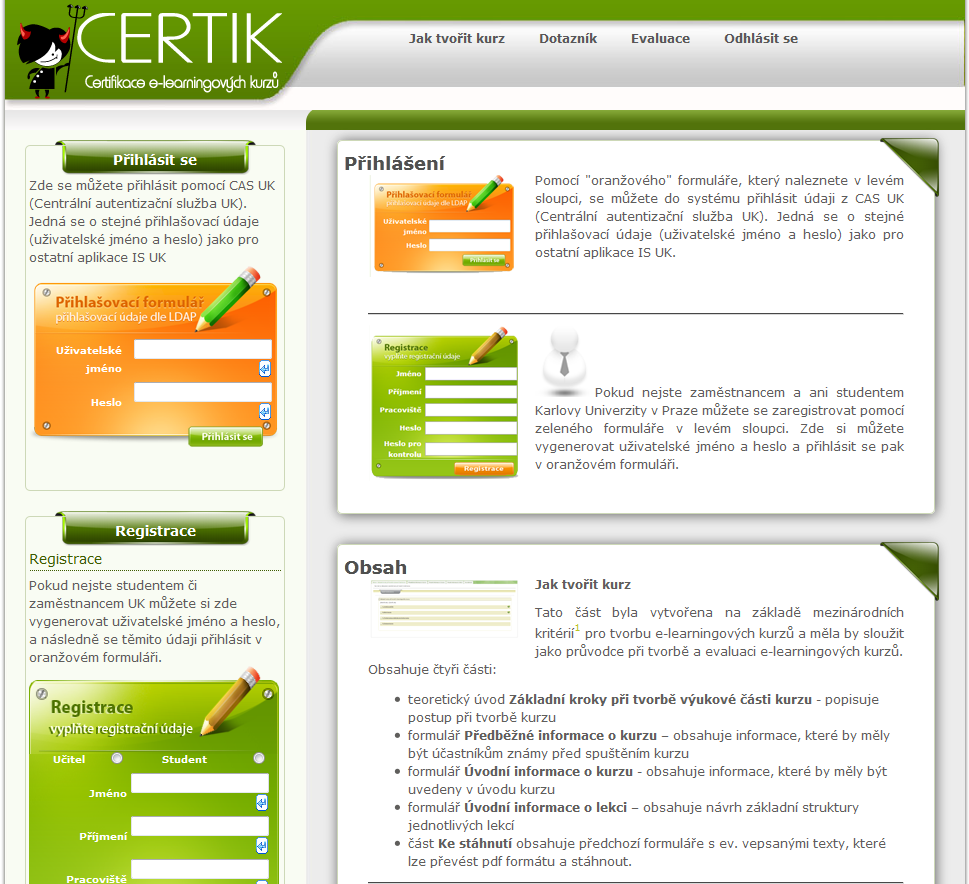 CERTIK
Certifikace e-learningových kurzů
Jak tvořit kurz Dotazník Evaluace Odhlásit se
Přihlásit se
Zde se můžete přihlásit pomocí CAS UK
(Centrální autentizační služba UK).
Jedná se o stejné přihlašovací údaje
(uživatelské jméno a heslo) jako pro
ostatní aplikace IS UK
Přihlašovací formulář
přihlašovací údaje dle LDAP
Uživatelské
jméno
Heslo
Přihlásit se
Registrace
Registrace
Pokud nejste studentem či
zaměstnancem UK můžete si zde
vygenerovat uživatelské jméno a heslo,
a následně se těmito údaji přihlásit v
oranžovém formuláři.
Registrace
vyplňte registrační údaje
Učitel Student
Jméno
Příjmení
Pracoviště
Přihlášení
Přihlašovací formulář
přihlašovací údaje dle LDAP
Uživatelské
jméno
Heslo
Přihlásit se
Pomocí "oranžového" formuláře, který naleznete v levém
sloupci, se můžete do systému přihlásit údaji z CAS UK
(Centrální autentizační služba UK). Jedná se o stejné
přihlašovací údaje (uživatelské jméno a heslo) jako pro
ostatní aplikace IS UK.
Registrace
vyplňte registrační údaje
Jméno
Příjmení
Pracoviště
Heslo
Heslo pro
kontrolu
Registrace
Pokud nejste zaměstnancem a ani studentem
Karlovy Univerzity v Praze můžete se zaregistrovat pomocí
zeleného formuláře v levém sloupci. Zde si můžete
vygenerovat uživatelské jméno a heslo a přihlásit se pak
v oranžovém formuláři.
Obsah
Jak tvořit kurz
Tato část byla vytvořena na základě mezinárodních
kritérií1 pro tvorbu e-learningových kurzů a měla by sloužit
jako průvodce při tvorbě a evaluaci e-learningových kurzů.
Obsahuje čtyři části:
• teoretický úvod Základní kroky při tvorbě výukové části kurzu - popisuje
postup při tvorbě kurzu
• formulář Předběžné informace o kurzu – obsahuje informace, které by měly
být účastníkům známy před spuštěním kurzu
• formulář Úvodní informace o kurzu - obsahuje informace, které by měly být
uvedeny v úvodu kurzu
• formulář Úvodní informace o lekci – obsahuje návrh základní struktury
jednotlivých lekcí
• část Ke stáhnutí obsahuje předchozí formuláře s ev. vepsanými texty, které
lze převést pdf formátu a stáhnout.